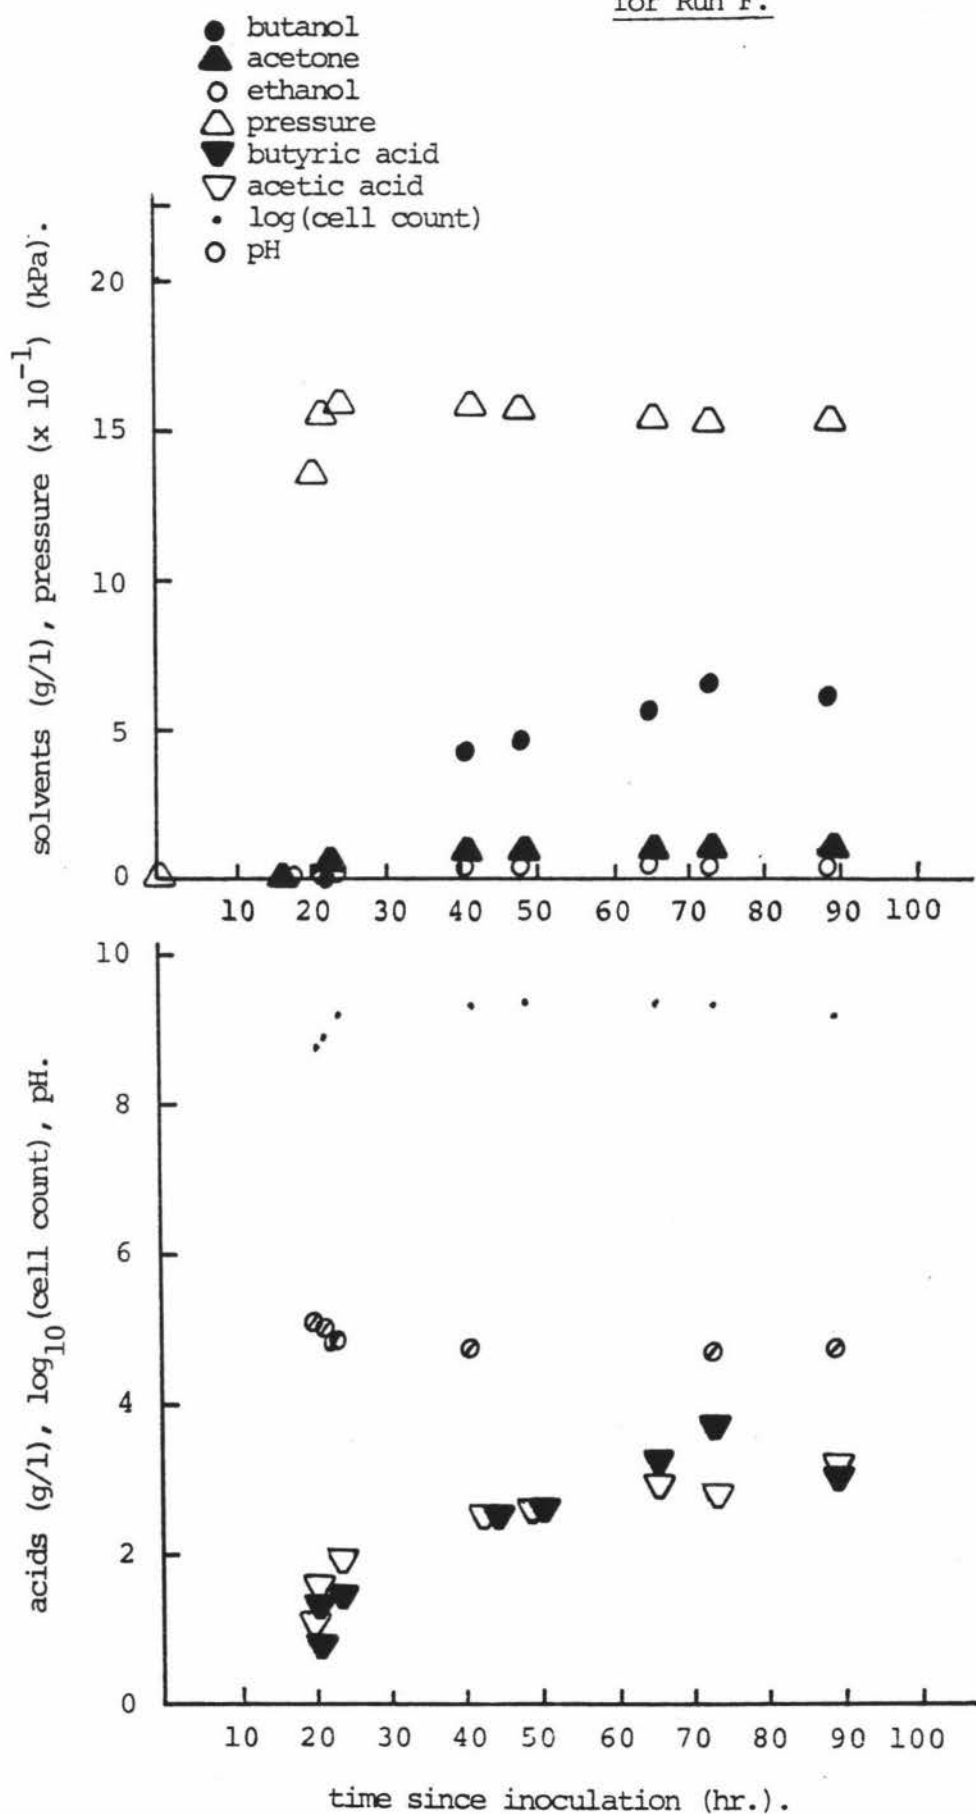 for Run F.
butanol
acetone
ethanol
pressure
butyric acid
acetic acid
log(cell count)
pH
solvents (g/l), pressure (x 10⁻¹) (kPa).
20
15
10
5
0
10 20 30 40 50 60 70 80 90 100
acids (g/l), log₁₀(cell count), pH.
10
8
6
4
2
0
10 20 30 40 50 60 70 80 90 100
time since inoculation (hr.).